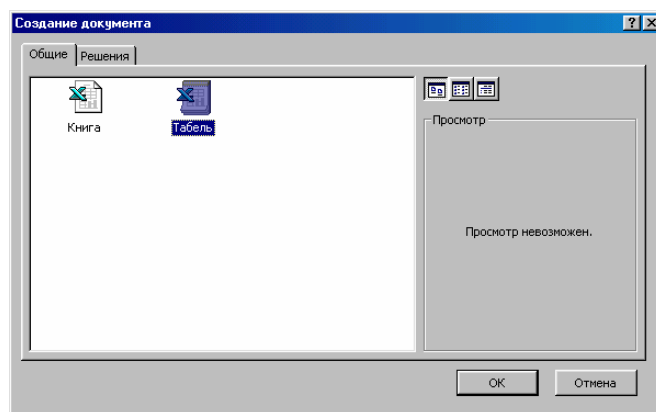 Создание документа
Общие
Решения
Книга
Табель
Просмотр
Просмотр невозможен.
OK
Отмена